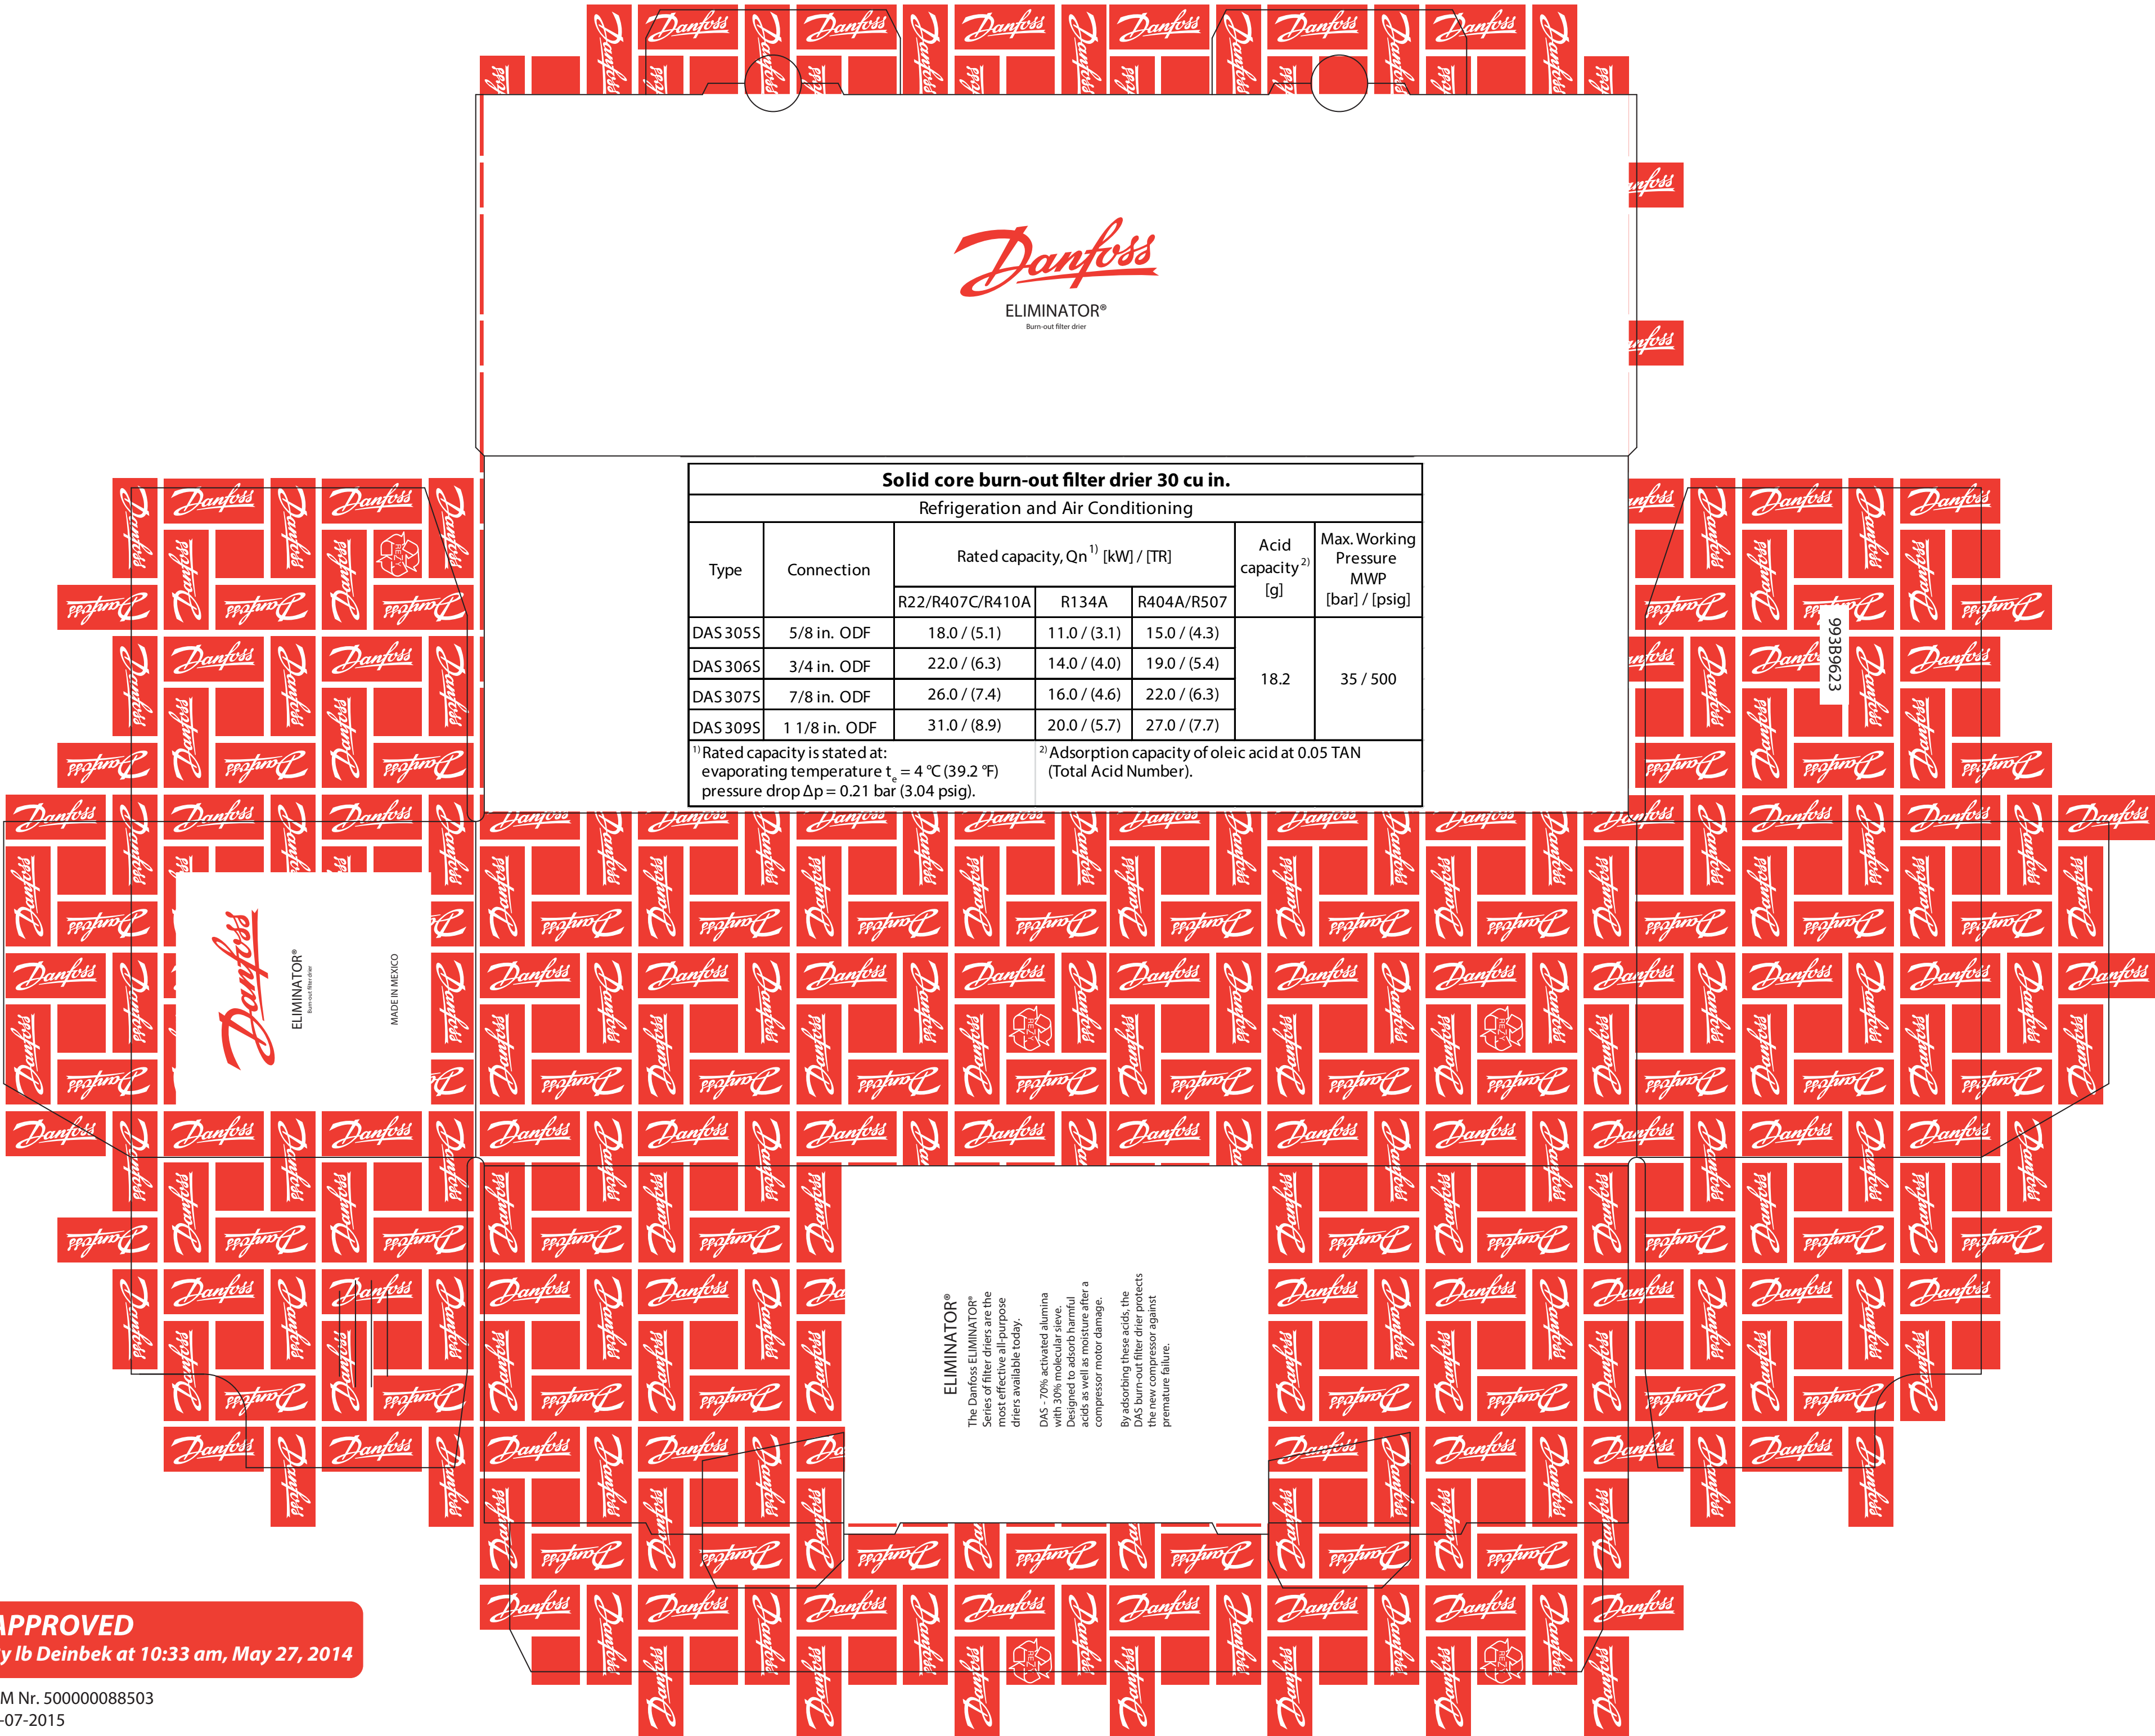 Danfoss
ELIMINATOR®
Burn-out filter drier
Solid core burn-out filter drier 30 cu in.
Refrigeration and Air Conditioning
Type Connection Rated capacity, Qn 1) [kW] / [TR] Acid capacity 2) [g] Max. Working Pressure MWP [bar] / [psig]
R22/R407C/R410A R134A R404A/R507
DAS 305S 5/8 in. ODF 18.0 / (5.1) 11.0 / (3.1) 15.0 / (4.3)
DAS 306S 3/4 in. ODF 22.0 / (6.3) 14.0 / (4.0) 19.0 / (5.4)
18.2 35 / 500
DAS 307S 7/8 in. ODF 26.0 / (7.4) 16.0 / (4.6) 22.0 / (6.3)
DAS 309S 1 1/8 in. ODF 31.0 / (8.9) 20.0 / (5.7) 27.0 / (7.7)
1) Rated capacity is stated at:
evaporating temperature te = 4 °C (39.2 °F)
pressure drop Δp = 0.21 bar (3.04 psig).
2) Adsorption capacity of oleic acid at 0.05 TAN
(Total Acid Number).
993B9623
Danfoss
ELIMINATOR®
Burn-out filter drier
MADE IN MEXICO
REZY
ELIMINATOR®
The Danfoss ELIMINATOR®
Series of filter driers are the
most effective all-purpose
driers available today.
DAS - 70% activated alumina
with 30% molecular sieve.
Designed to adsorb harmful
acids as well as moisture after a
compressor motor damage.
By adsorbing these acids, the
DAS burn-out filter drier protects
the new compressor against
premature failure.
APPROVED
y Ib Deinbek at 10:33 am, May 27, 2014
M Nr. 500000088503
-07-2015